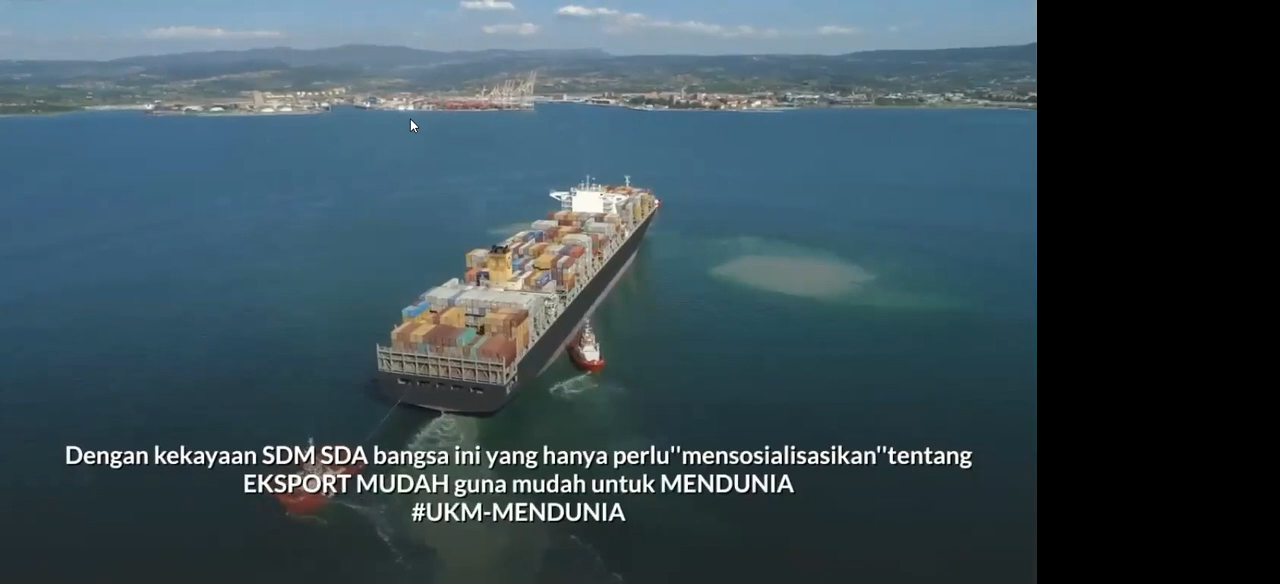 Dengan kekayaan SDM SDA bangsa ini yang hanya perlu"mensosialisasikan"tentang
EKSPORT MUDAH guna mudah untuk MENDUNIA
#UKM-MENDUNIA